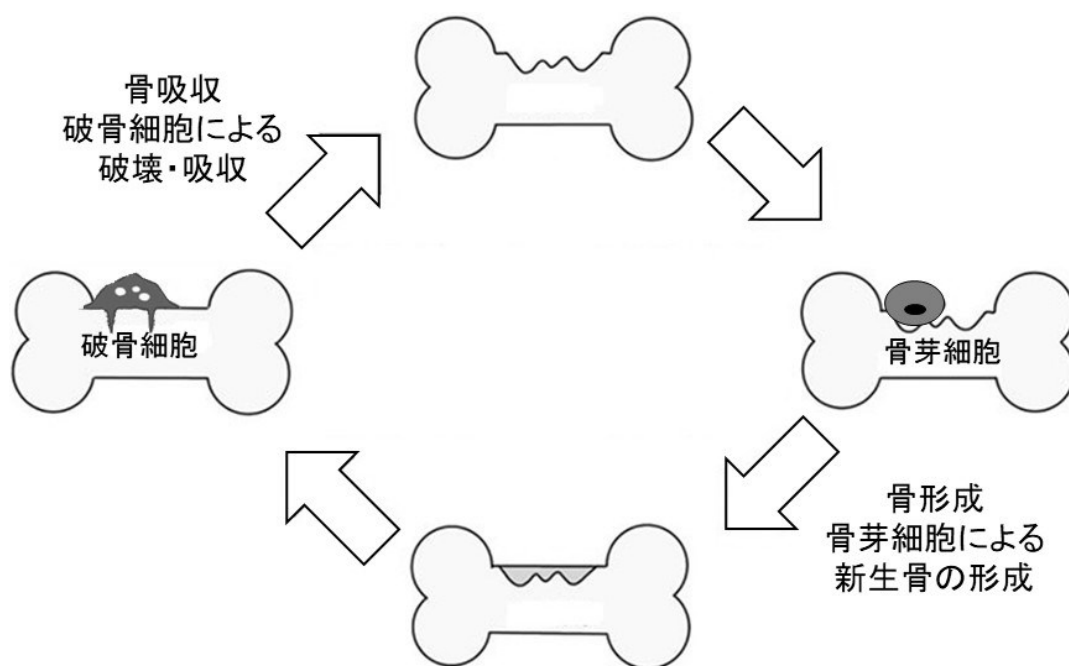 骨吸収
破骨細胞による
破壊・吸収
破骨細胞
骨芽細胞
骨形成
骨芽細胞による
新生骨の形成